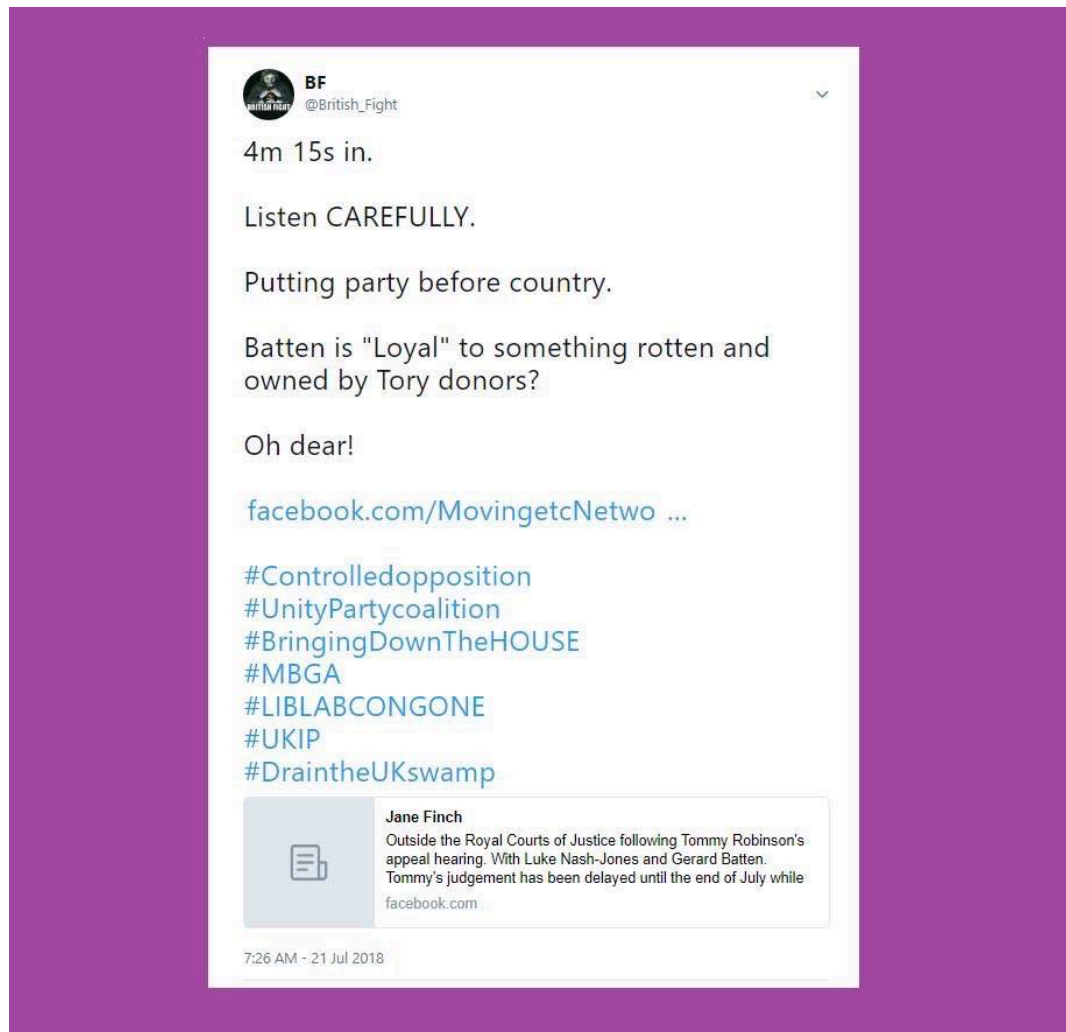 BF
@British_Fight
BRITISH FIGHT
4m 15s in.
Listen CAREFULLY.
Putting party before country.
Batten is "Loyal" to something rotten and
owned by Tory donors?
Oh dear!
facebook.com/MovingetcNetwo ...
#Controlledopposition
#UnityPartycoalition
#BringingDownTheHOUSE
#MBGA
#LIBLABCONGONE
#UKIP
#DraintheUKswamp
Jane Finch
Outside the Royal Courts of Justice following Tommy Robinson's
appeal hearing. With Luke Nash-Jones and Gerard Batten.
Tommy's judgement has been delayed until the end of July while
facebook.com
7:26 AM - 21 Jul 2018